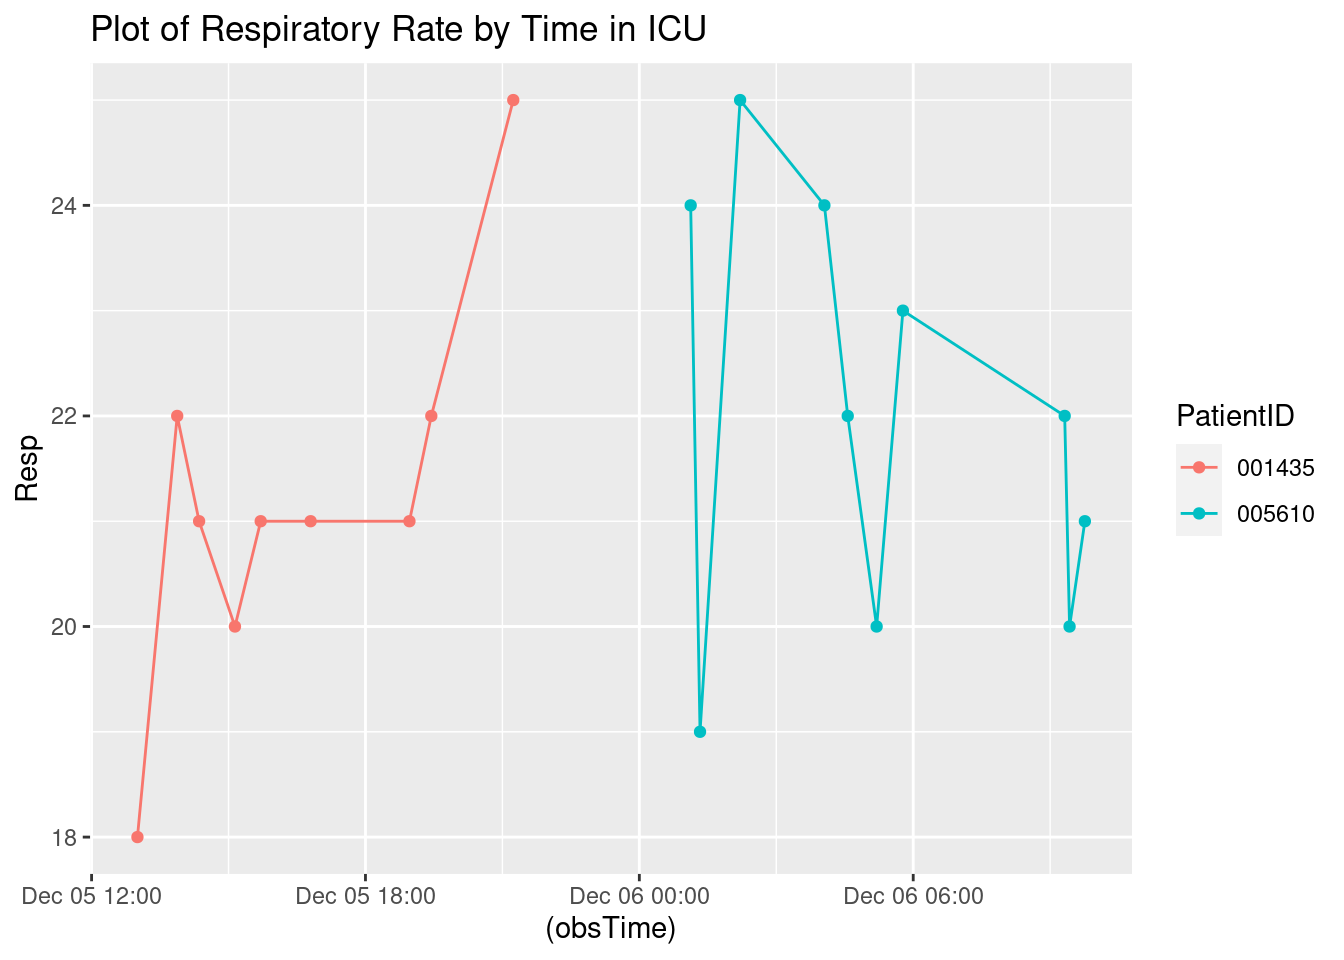 Plot of Respiratory Rate by Time in ICU
Resp
24
22
20
18
Dec 05 12:00
Dec 05 18:00
Dec 06 00:00
Dec 06 06:00
(obsTime)
PatientID
001435
005610